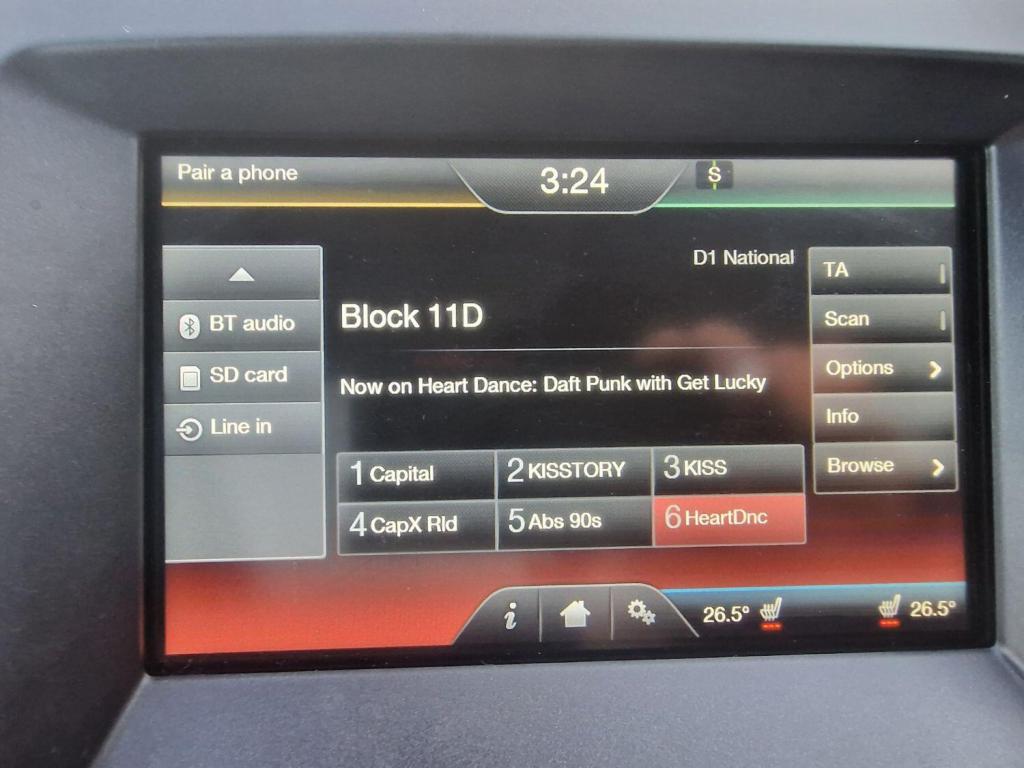 Pair a phone
3:24
S
D1 National
TA
BT audio
Block 11D
Scan
SD card
Now on Heart Dance: Daft Punk with Get Lucky
Options
Line in
Info
1 Capital
2 KISSTORY
3 KISS
Browse
4 CapX Rld
5 Abs 90s
6 HeartDnc
i
26.5°
26.5°